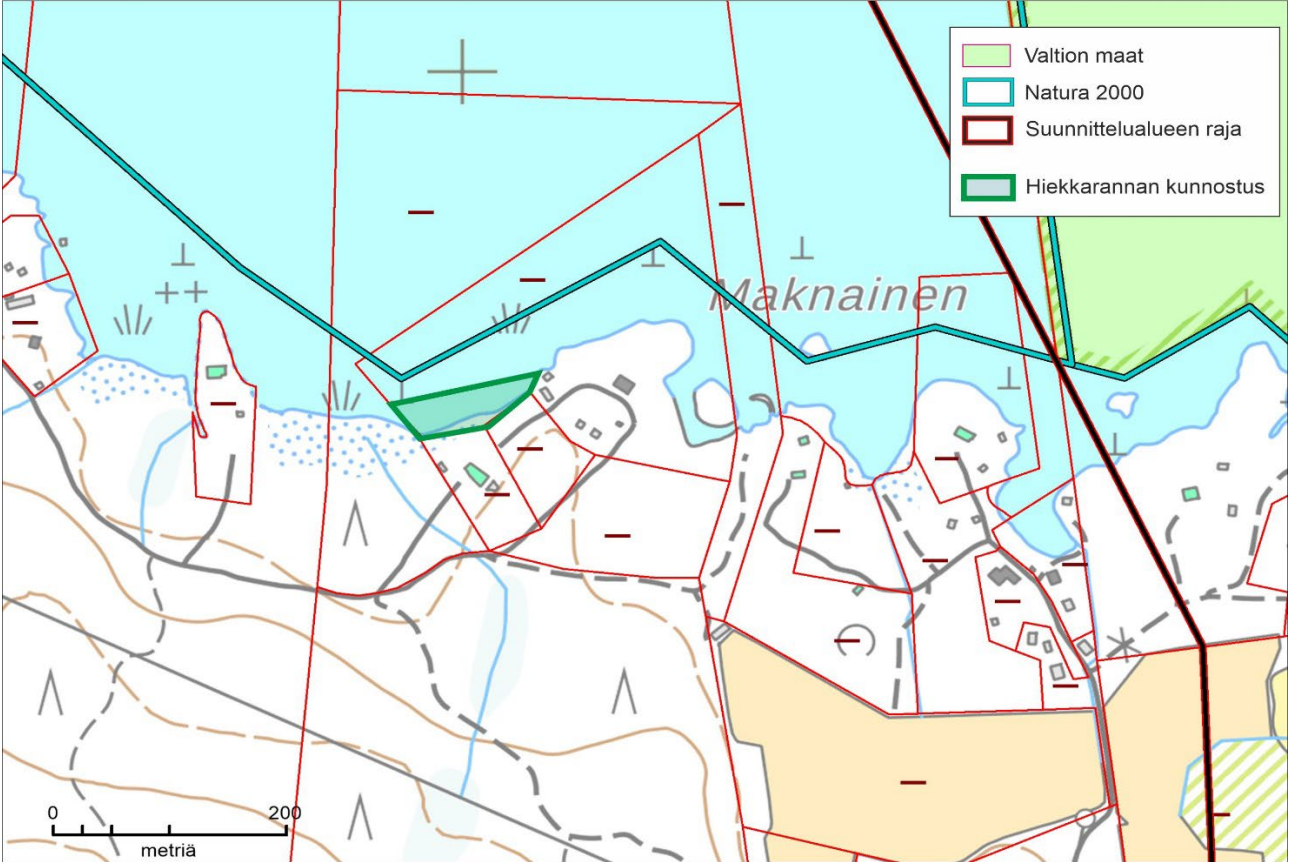 Valtion maat
Natura 2000
Suunnittelualueen raja
Hiekkarannan kunnostus
Maknainen
0 200
metriä